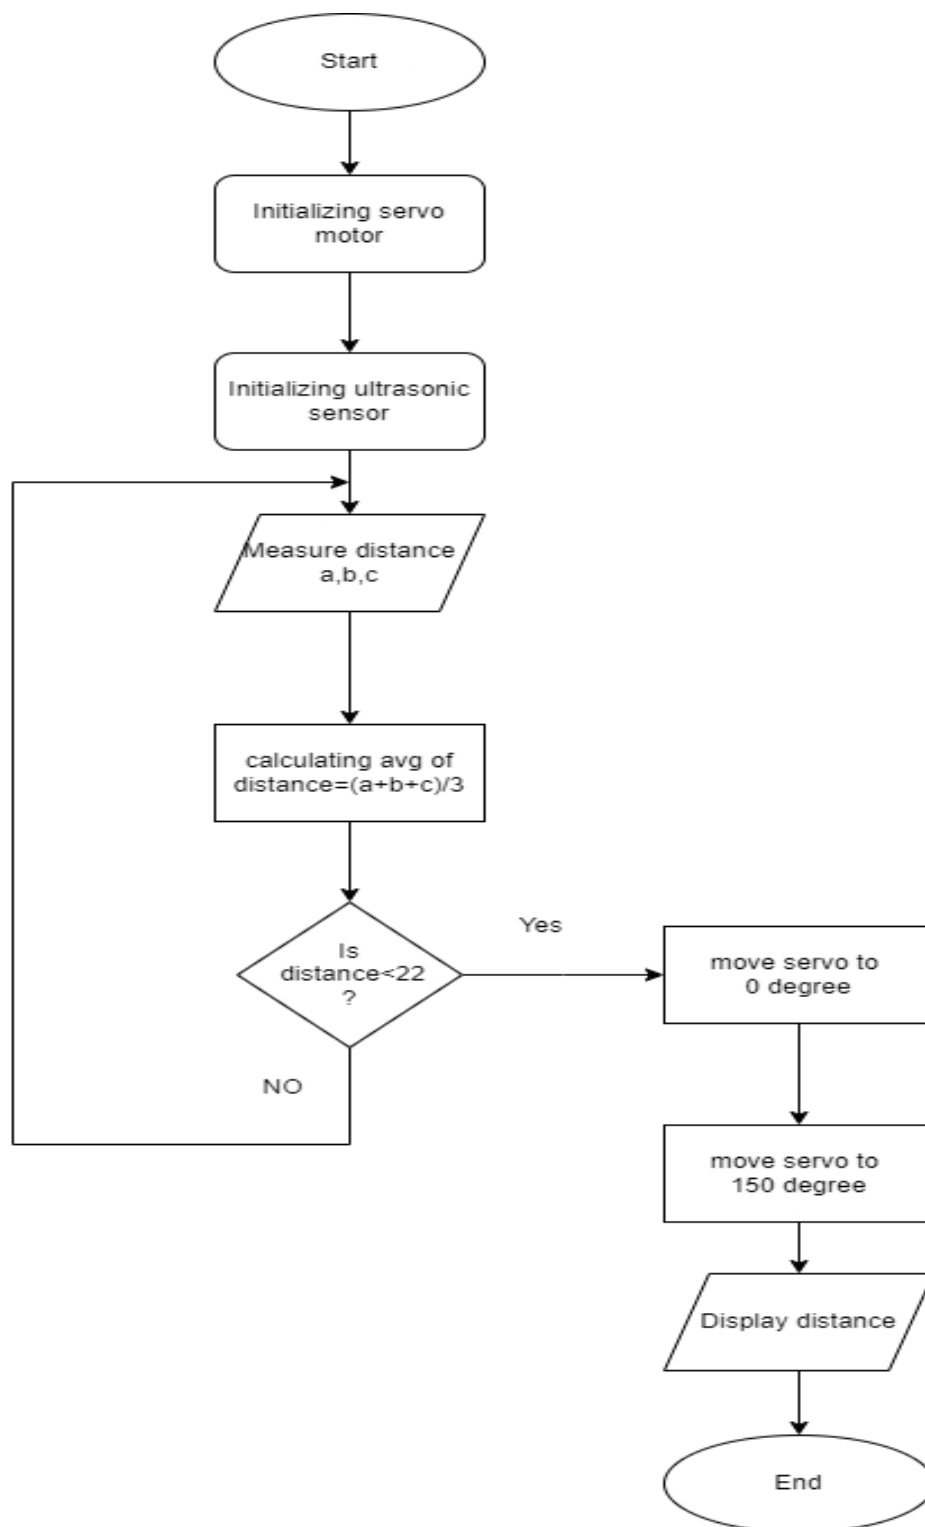 Start
Initializing servo
motor
Initializing ultrasonic
sensor
Measure distance
a,b,c
calculating avg of
distance=(a+b+c)/3
Is
distance<22
?
Yes
NO
move servo to
0 degree
move servo to
150 degree
Display distance
End